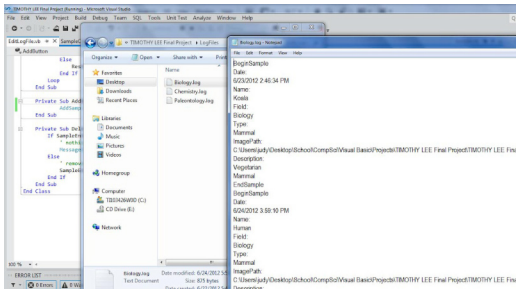 TIMOTHY LEE Final Project (Running) - Microsoft Visual Studio
File Edit View Project Build Debug Team SQL Tools Unit Test Analyze Window Help
EditLogFile.vb
AddButton
Else
End If
Loop
End Sub
Private Sub
End Sub
Private Sub
If
Else
End If
End Sub
End Class
100 %
ERROR LIST
0 Errors
TIMOTHY LEE Final Project LogFiles
Organize Open Share with Print
Favorites
Desktop
Downloads
Recent Places
Libraries
Documents
Music
Pictures
Videos
Homegroup
Computer
TI103426W00 (C:)
CD Drive (E:)
Network
Name
Biology.log
Chemistry.log
Paleontology.log
Biology.log Date modified: 6/24/2012
Text Document Size: 835 bytes
Biology.log - Notepad
File Edit Format View Help
BeginSample
Date:
6/23/2012 2:46:34 PM
Name:
Koala
Field:
Biology
Type:
Mammal
ImagePath:
C:\Users\judy\Desktop\School\CompSci\Visual Basic\Projects\TIMOTHY LEE Final Project\TIMOTHY LEE Fina
Description:
Vegetarian
Mammal
EndSample
BeginSample
Date:
6/24/2012 3:59:10 PM
Name:
Human
Field:
Biology
Type:
Mammal
ImagePath:
C:\Users\judy\Desktop\School\CompSci\Visual Basic\Projects\TIMOTHY LEE Final Project\TIMOTHY LEE Fina
Description: